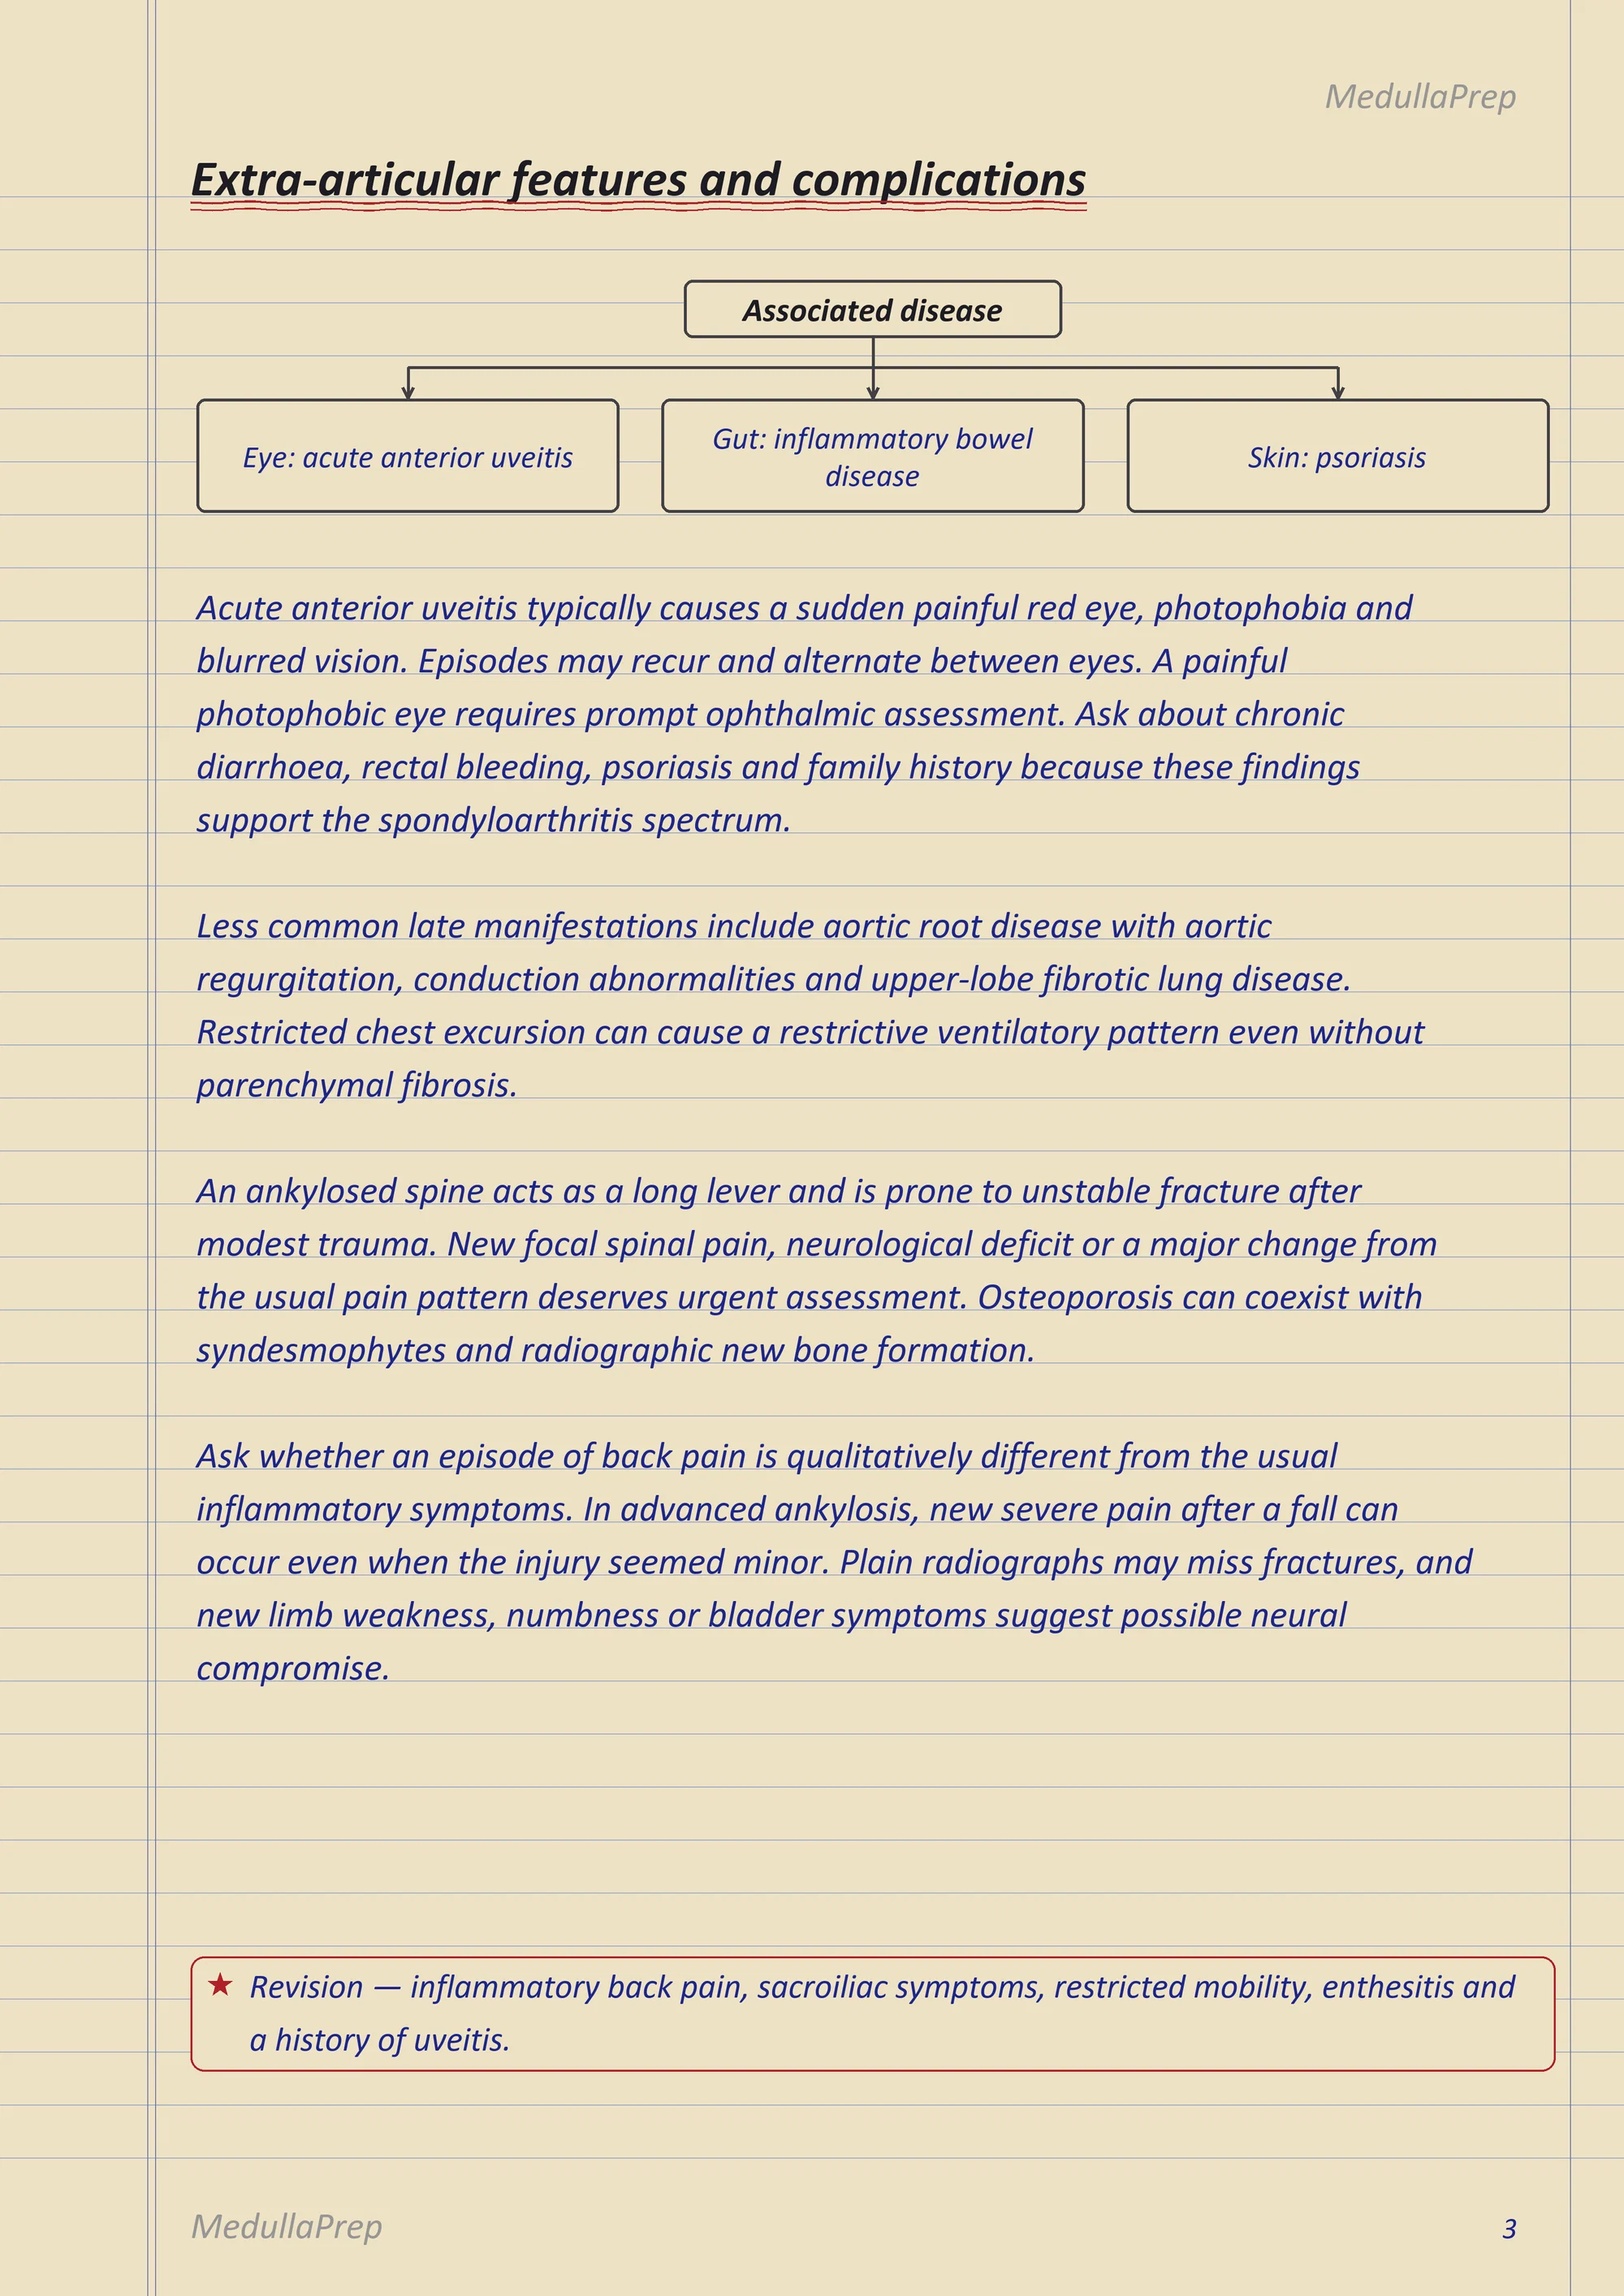 MedullaPrep
Extra-articular features and complications
Associated disease
Eye: acute anterior uveitis
Gut: inflammatory bowel
disease
Skin: psoriasis
Acute anterior uveitis typically causes a sudden painful red eye, photophobia and
blurred vision. Episodes may recur and alternate between eyes. A painful
photophobic eye requires prompt ophthalmic assessment. Ask about chronic
diarrhoea, rectal bleeding, psoriasis and family history because these findings
support the spondyloarthritis spectrum.
Less common late manifestations include aortic root disease with aortic
regurgitation, conduction abnormalities and upper-lobe fibrotic lung disease.
Restricted chest excursion can cause a restrictive ventilatory pattern even without
parenchymal fibrosis.
An ankylosed spine acts as a long lever and is prone to unstable fracture after
modest trauma. New focal spinal pain, neurological deficit or a major change from
the usual pain pattern deserves urgent assessment. Osteoporosis can coexist with
syndesmophytes and radiographic new bone formation.
Ask whether an episode of back pain is qualitatively different from the usual
inflammatory symptoms. In advanced ankylosis, new severe pain after a fall can
occur even when the injury seemed minor. Plain radiographs may miss fractures, and
new limb weakness, numbness or bladder symptoms suggest possible neural
compromise.
★ Revision — inflammatory back pain, sacroiliac symptoms, restricted mobility, enthesitis and
a history of uveitis.
MedullaPrep
3